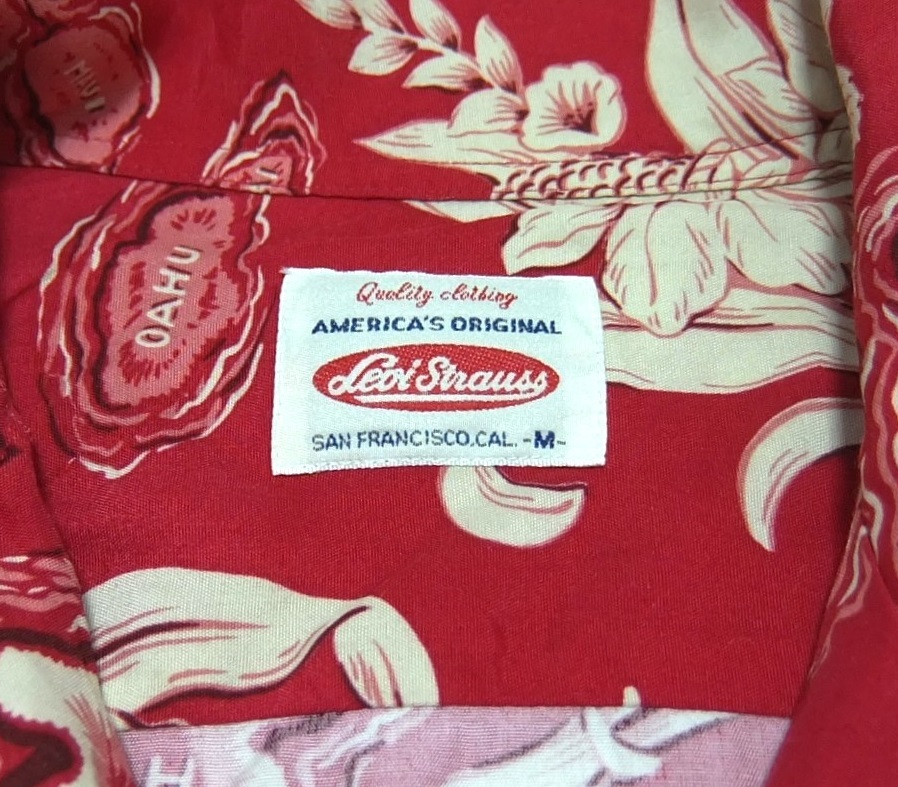 OAHU
Quality clothing
AMERICA'S ORIGINAL
Levi Strauss
SAN FRANCISCO, CAL. -M-